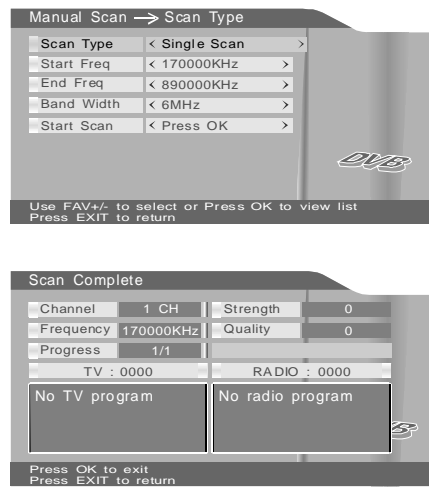 Manual Scan → Scan Type
Scan Type < Single Scan >
Start Freq < 170000KHz >
End Freq < 890000KHz >
Band Width < 6MHz >
Start Scan < Press OK >
DVB
Use FAV+/- to select or Press OK to view list
Press EXIT to return
Scan Complete
Channel 1 CH Strength 0
Frequency 170000KHz Quality 0
Progress 1/1
TV : 0000 RADIO : 0000
No TV program No radio program
VB
Press OK to exit
Press EXIT to return